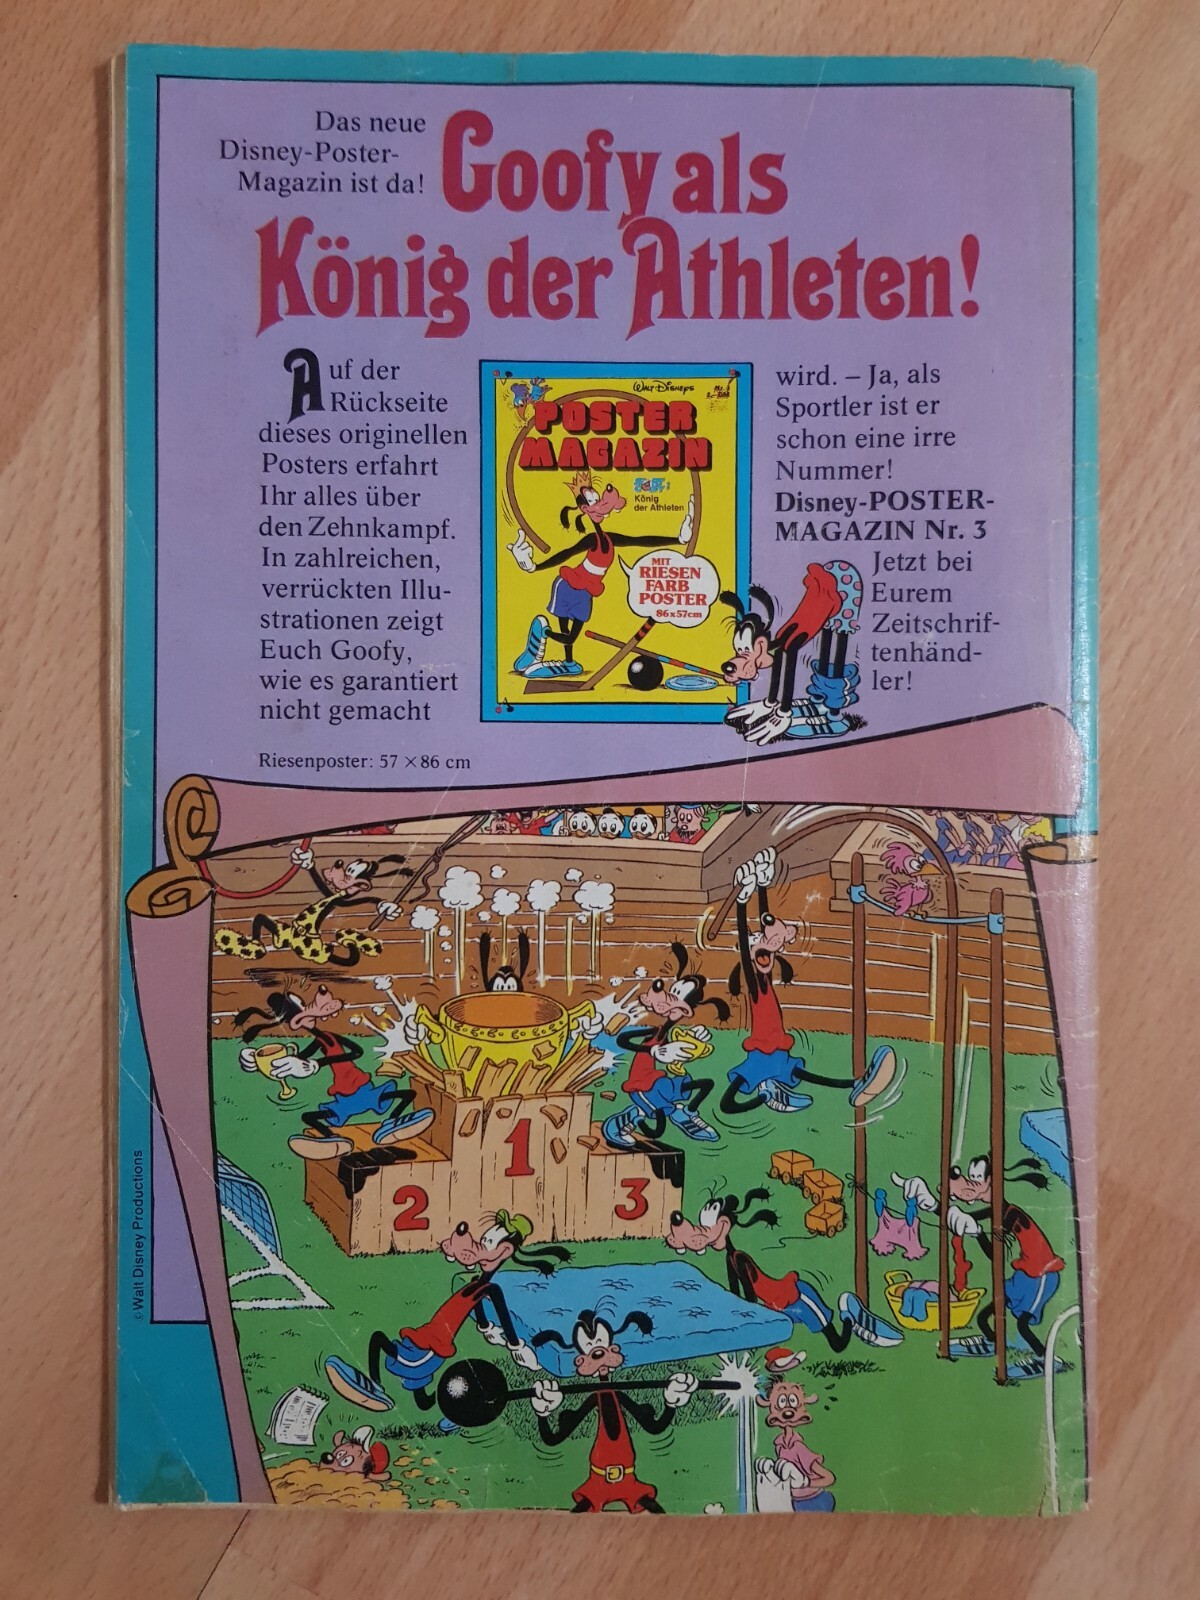 Das neue
Disney-Poster-
Magazin ist da!
Goofy als
König der Athleten!
Auf der
Rückseite
dieses originellen
Posters erfahrt
Ihr alles über
den Zehnkampf.
In zahlreichen,
verrückten Illu-
strationen zeigt
Euch Goofy,
wie es garantiert
nicht gemacht
wird. – Ja, als
Sportler ist er
schon eine irre
Nummer!
Disney-POSTER-
MAGAZIN Nr. 3
Jetzt bei
Eurem
Zeitschrif-
tenhänd-
ler!
WALT DISNEYS
POSTER
MAGAZIN
König
der Athleten
MIT
RIESEN
FARB
POSTER
86x57cm
Riesenposter: 57 × 86 cm
1
2
3
© Walt Disney Productions